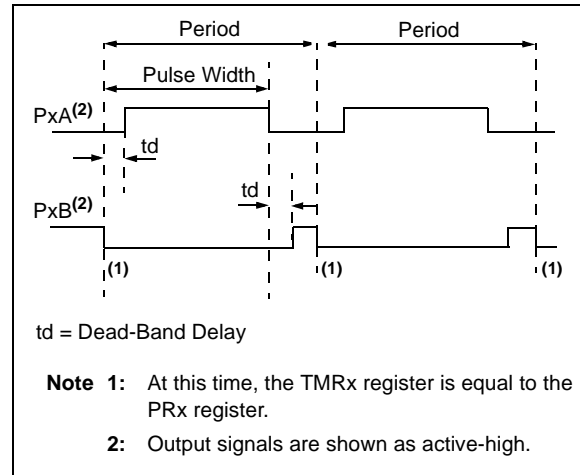 Period Period
Pulse Width
PxA(2)
td
td
PxB(2)
(1) (1) (1)
td = Dead-Band Delay
Note 1: At this time, the TMRx register is equal to the
PRx register.
2: Output signals are shown as active-high.